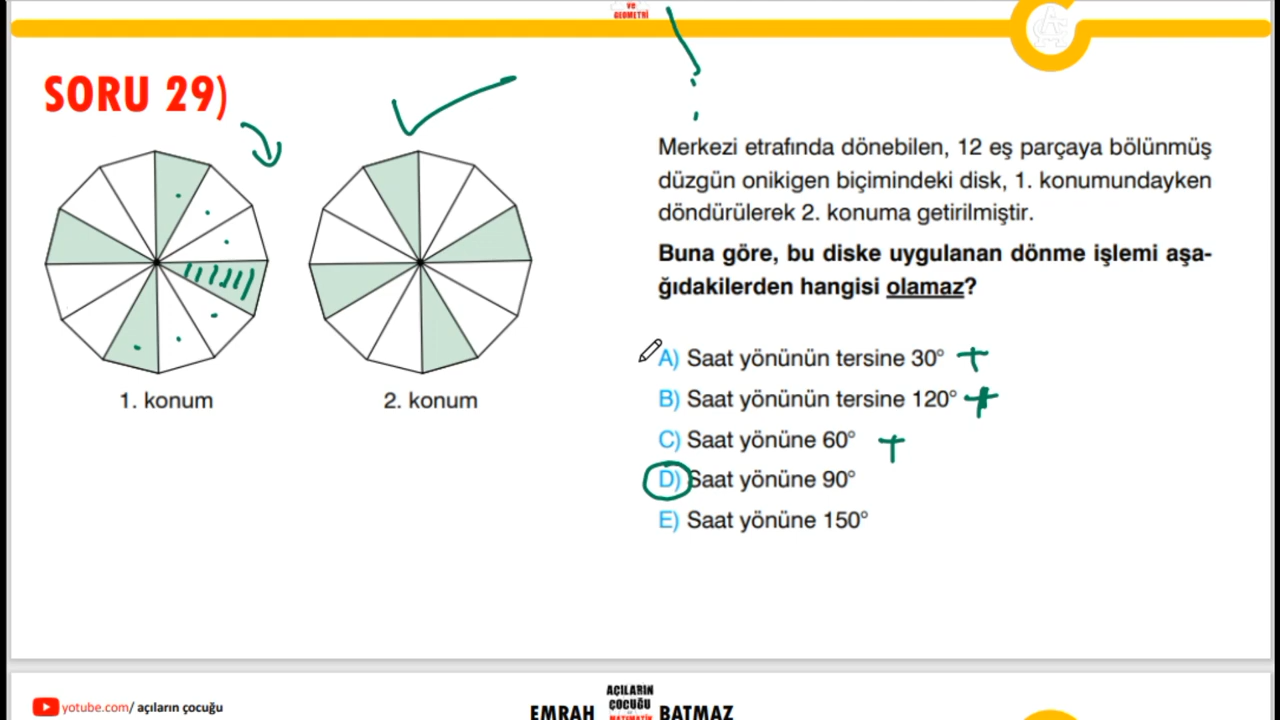 ve
GEOMETRİ
SORU 29)
Merkezi etrafında dönebilen, 12 eş parçaya bölünmüş
düzgün onikigen biçimindeki disk, 1. konumundayken
döndürülerek 2. konuma getirilmiştir.
Buna göre, bu diske uygulanan dönme işlemi aşa-
ğıdakilerden hangisi olamaz?
A) Saat yönünün tersine 30°
B) Saat yönünün tersine 120°
C) Saat yönüne 60°
D) Saat yönüne 90°
E) Saat yönüne 150°
1. konum 2. konum
yotube.com/ açıların çocuğu
EMRAH
AÇILARIN
ÇOCUĞU
MATEMATİK
BATMAZ